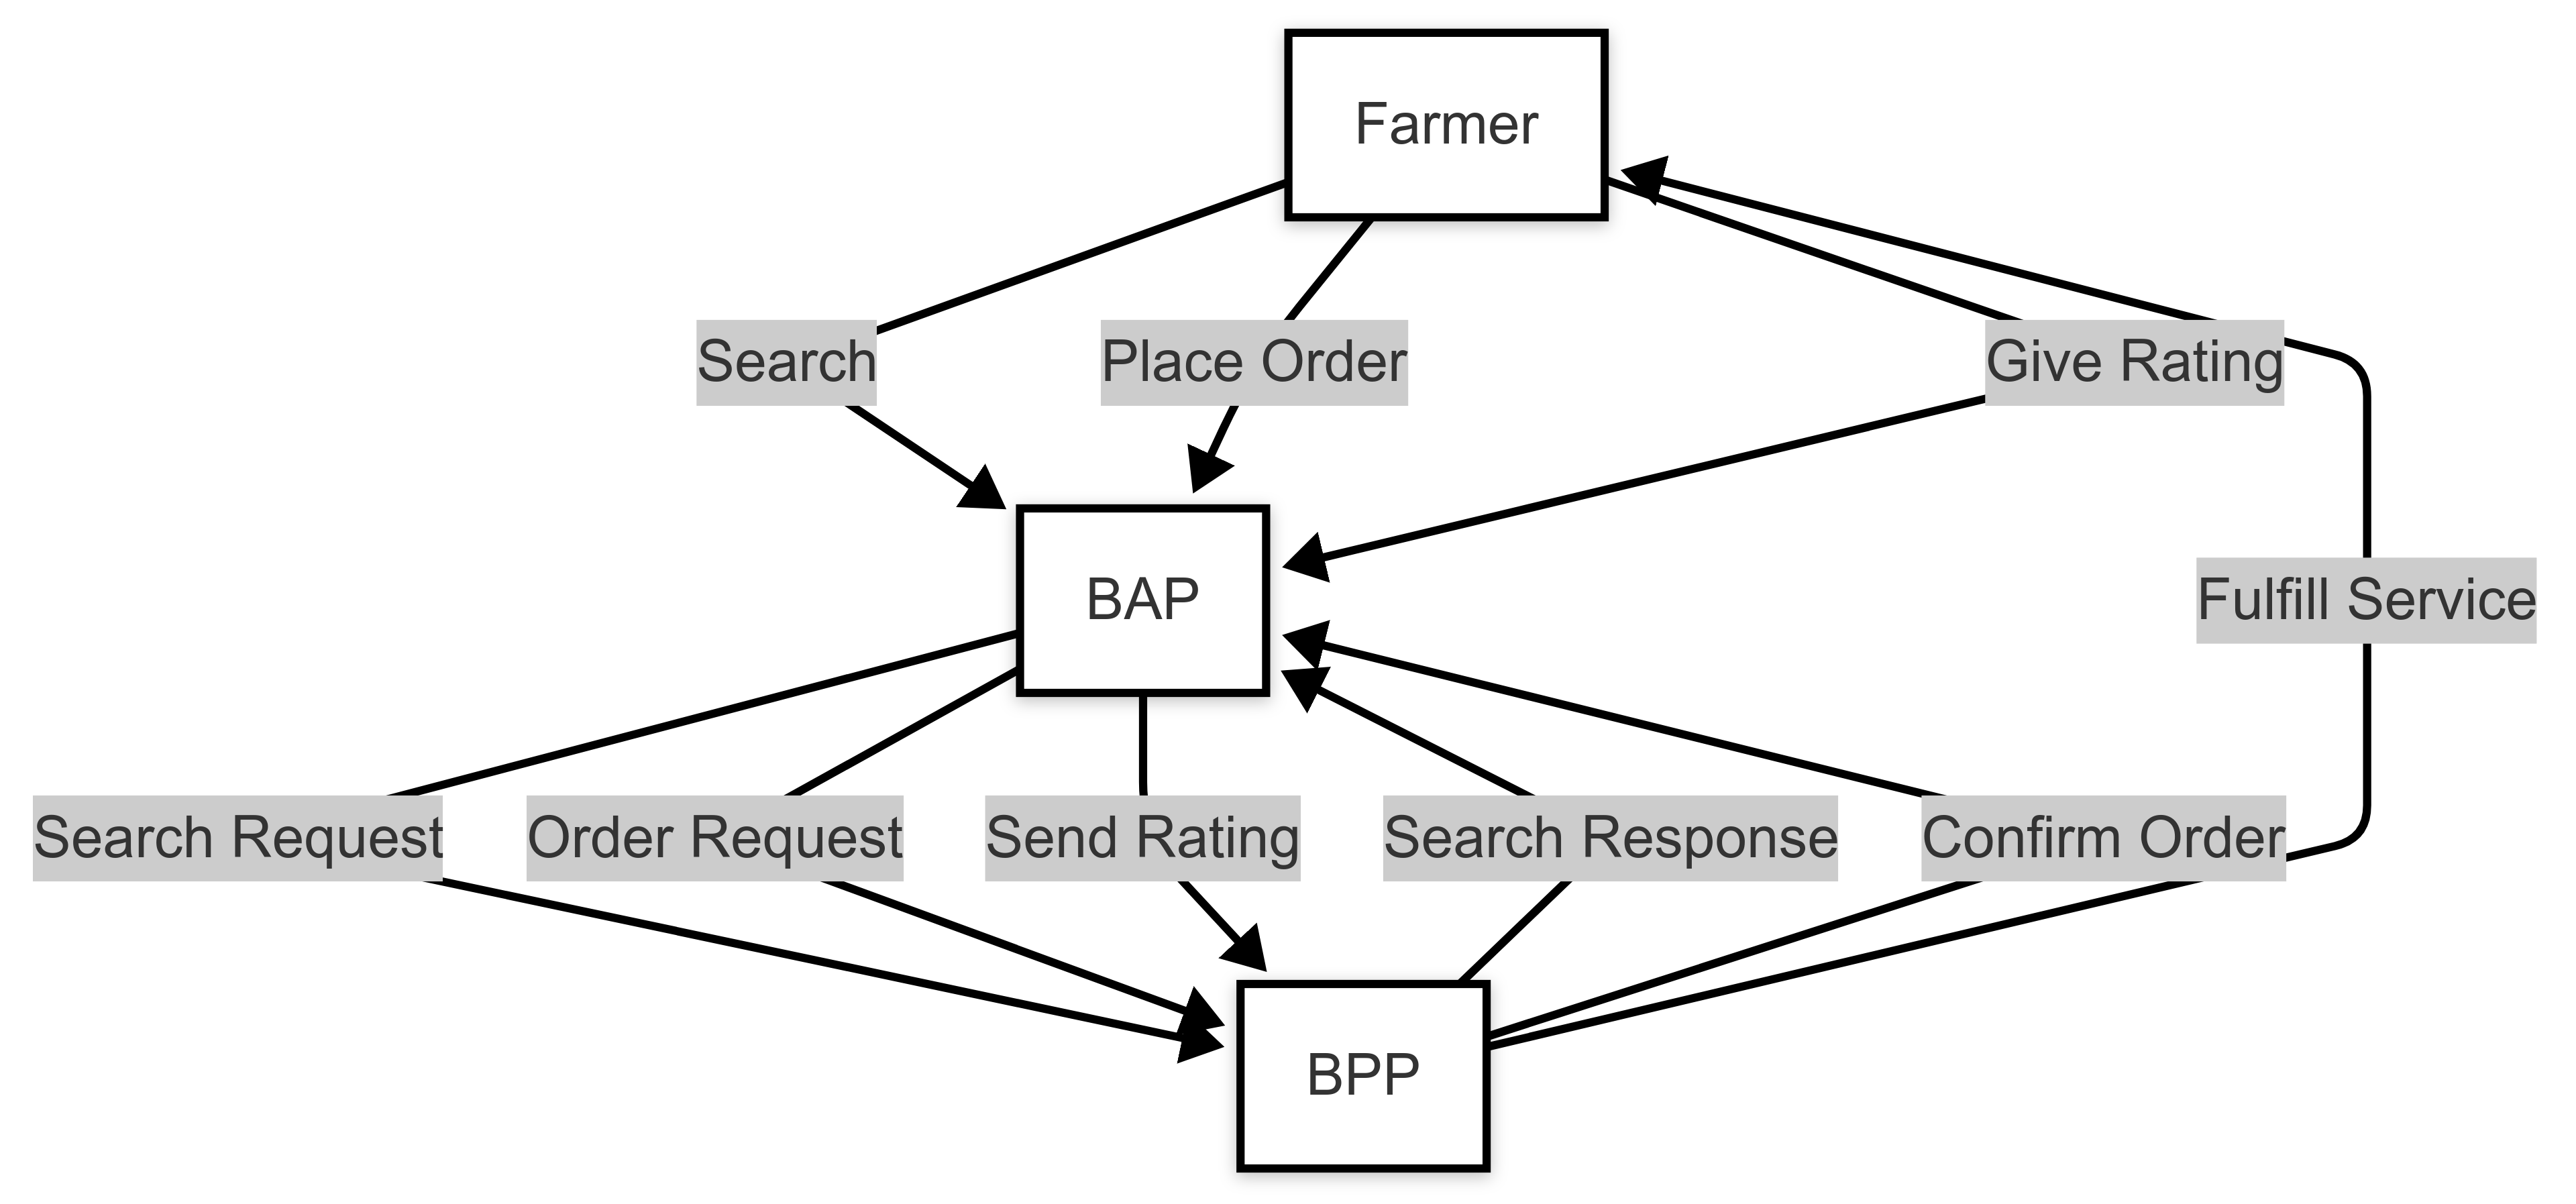 Farmer
Search
Place Order
Give Rating
BAP
Fulfill Service
Search Request
Order Request
Send Rating
Search Response
Confirm Order
BPP